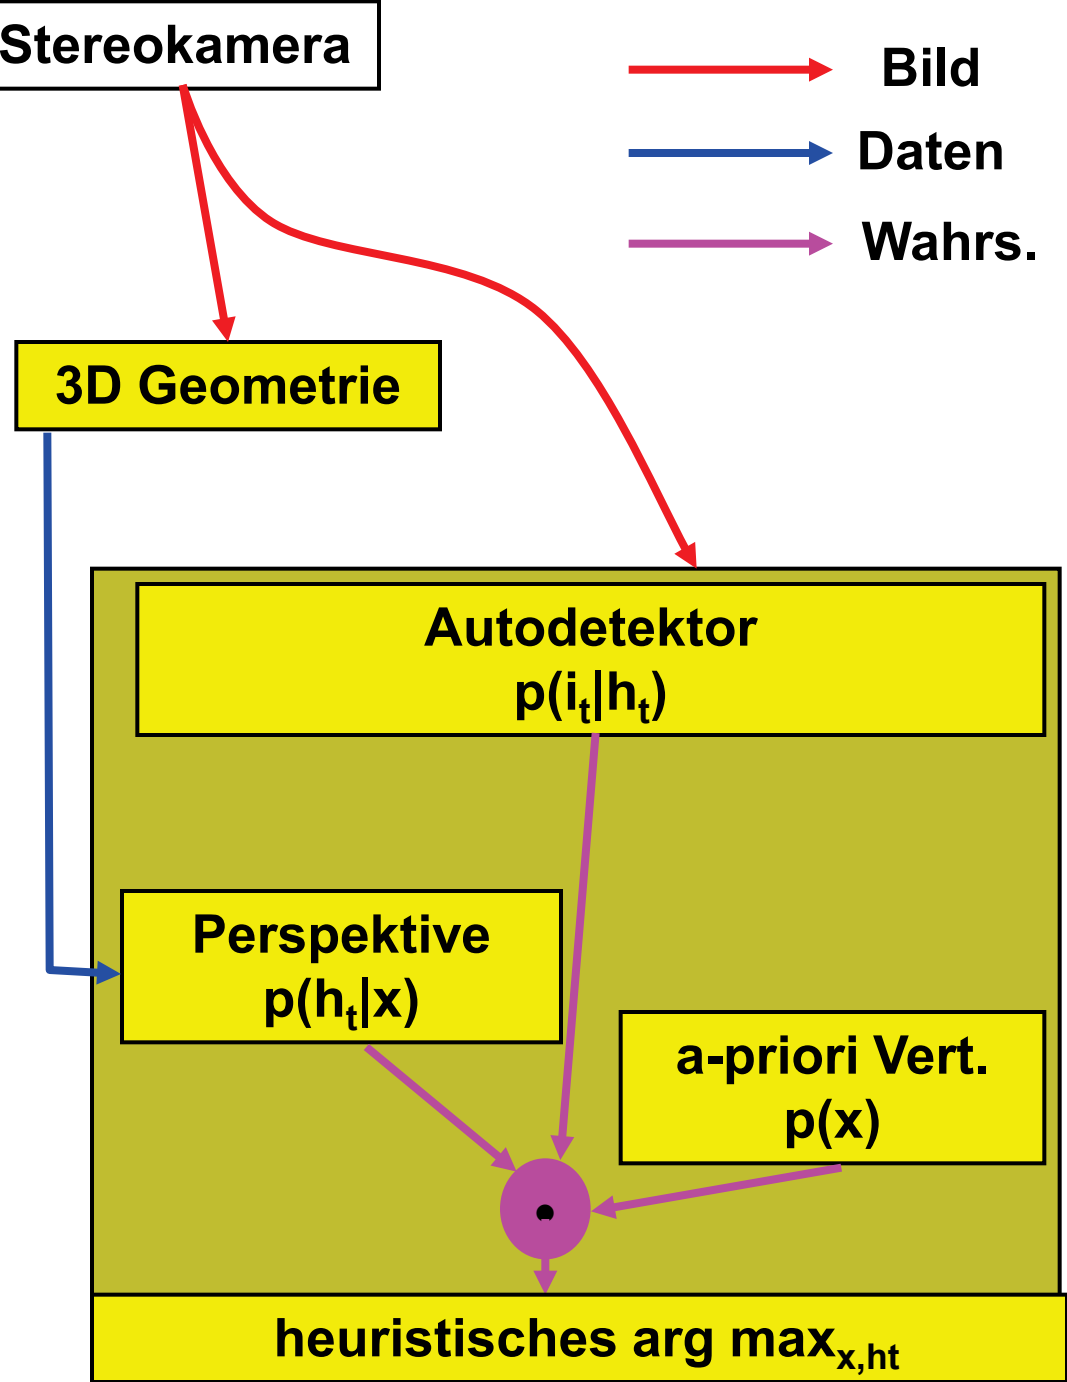 Stereokamera
Bild
Daten
Wahrs.
3D Geometrie
Autodetektor
p(iₜ|hₜ)
Perspektive
p(hₜ|x)
a-priori Vert.
p(x)
heuristisches arg maxₓ,ₕₜ